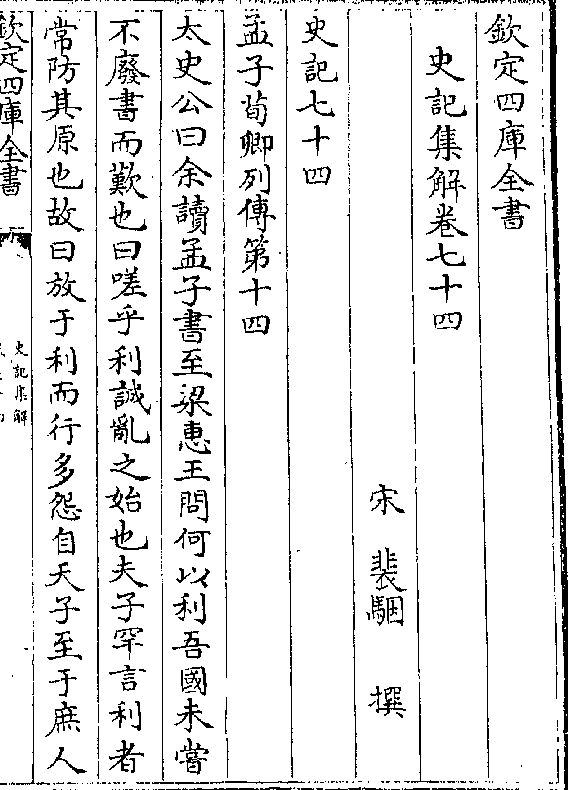 欽定四庫全書
史記集解卷七十四
宋 裴駰 撰
史記七十四
孟子荀卿列傳第十四
太史公曰余讀孟子書至梁惠王問何以利吾國未嘗
不廢書而歎也曰嗟乎利誠亂之始也夫子罕言利者
常防其原也故曰放于利而行多怨自天子至于庶人
欽定四庫全書
史記集解